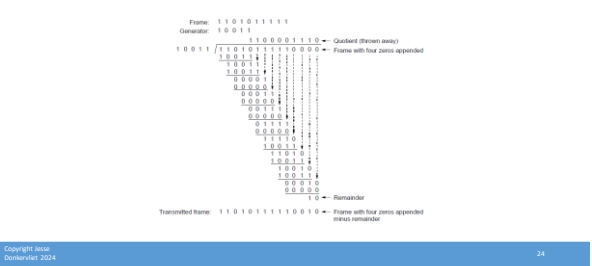 Frame: 1 1 0 1 0 1 1 1 1 1
Generator: 1 0 0 1 1
1 1 0 0 0 0 1 1 1 0 Quotient (thrown away)
1 0 0 1 1 1 1 0 1 0 1 1 1 1 1 0 0 0 0 Frame with four zeros appended
1 0 0 1 1
1 0 0 1 1
1 0 0 1 1
0 0 0 0 1
0 0 0 0 0
0 0 0 1 1
0 0 0 0 0
0 0 1 1 1
0 0 0 0 0
0 1 1 1 1
0 0 0 0 0
1 1 1 1 0
1 0 0 1 1
1 1 0 1 0
1 0 0 1 1
1 0 0 1 0
1 0 0 1 1
0 0 0 1 0
0 0 0 0 0
1 0 Remainder
Transmitted frame: 1 1 0 1 0 1 1 1 1 1 0 0 1 0 Frame with four zeros appended
minus remainder
Copyright Jesse
Donkervliet 2024
24